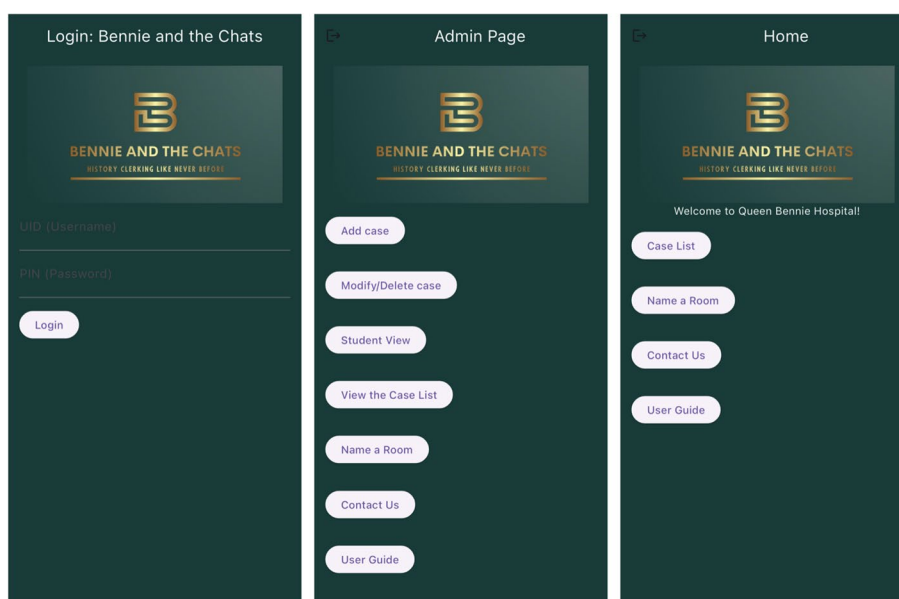 Login: Bennie and the Chats
BENNIE AND THE CHATS
HISTORY CLERKING LIKE NEVER BEFORE
UID (Username)
PIN (Password)
Login
Admin Page
BENNIE AND THE CHATS
HISTORY CLERKING LIKE NEVER BEFORE
Add case
Modify/Delete case
Student View
View the Case List
Name a Room
Contact Us
User Guide
Home
BENNIE AND THE CHATS
HISTORY CLERKING LIKE NEVER BEFORE
Welcome to Queen Bennie Hospital!
Case List
Name a Room
Contact Us
User Guide